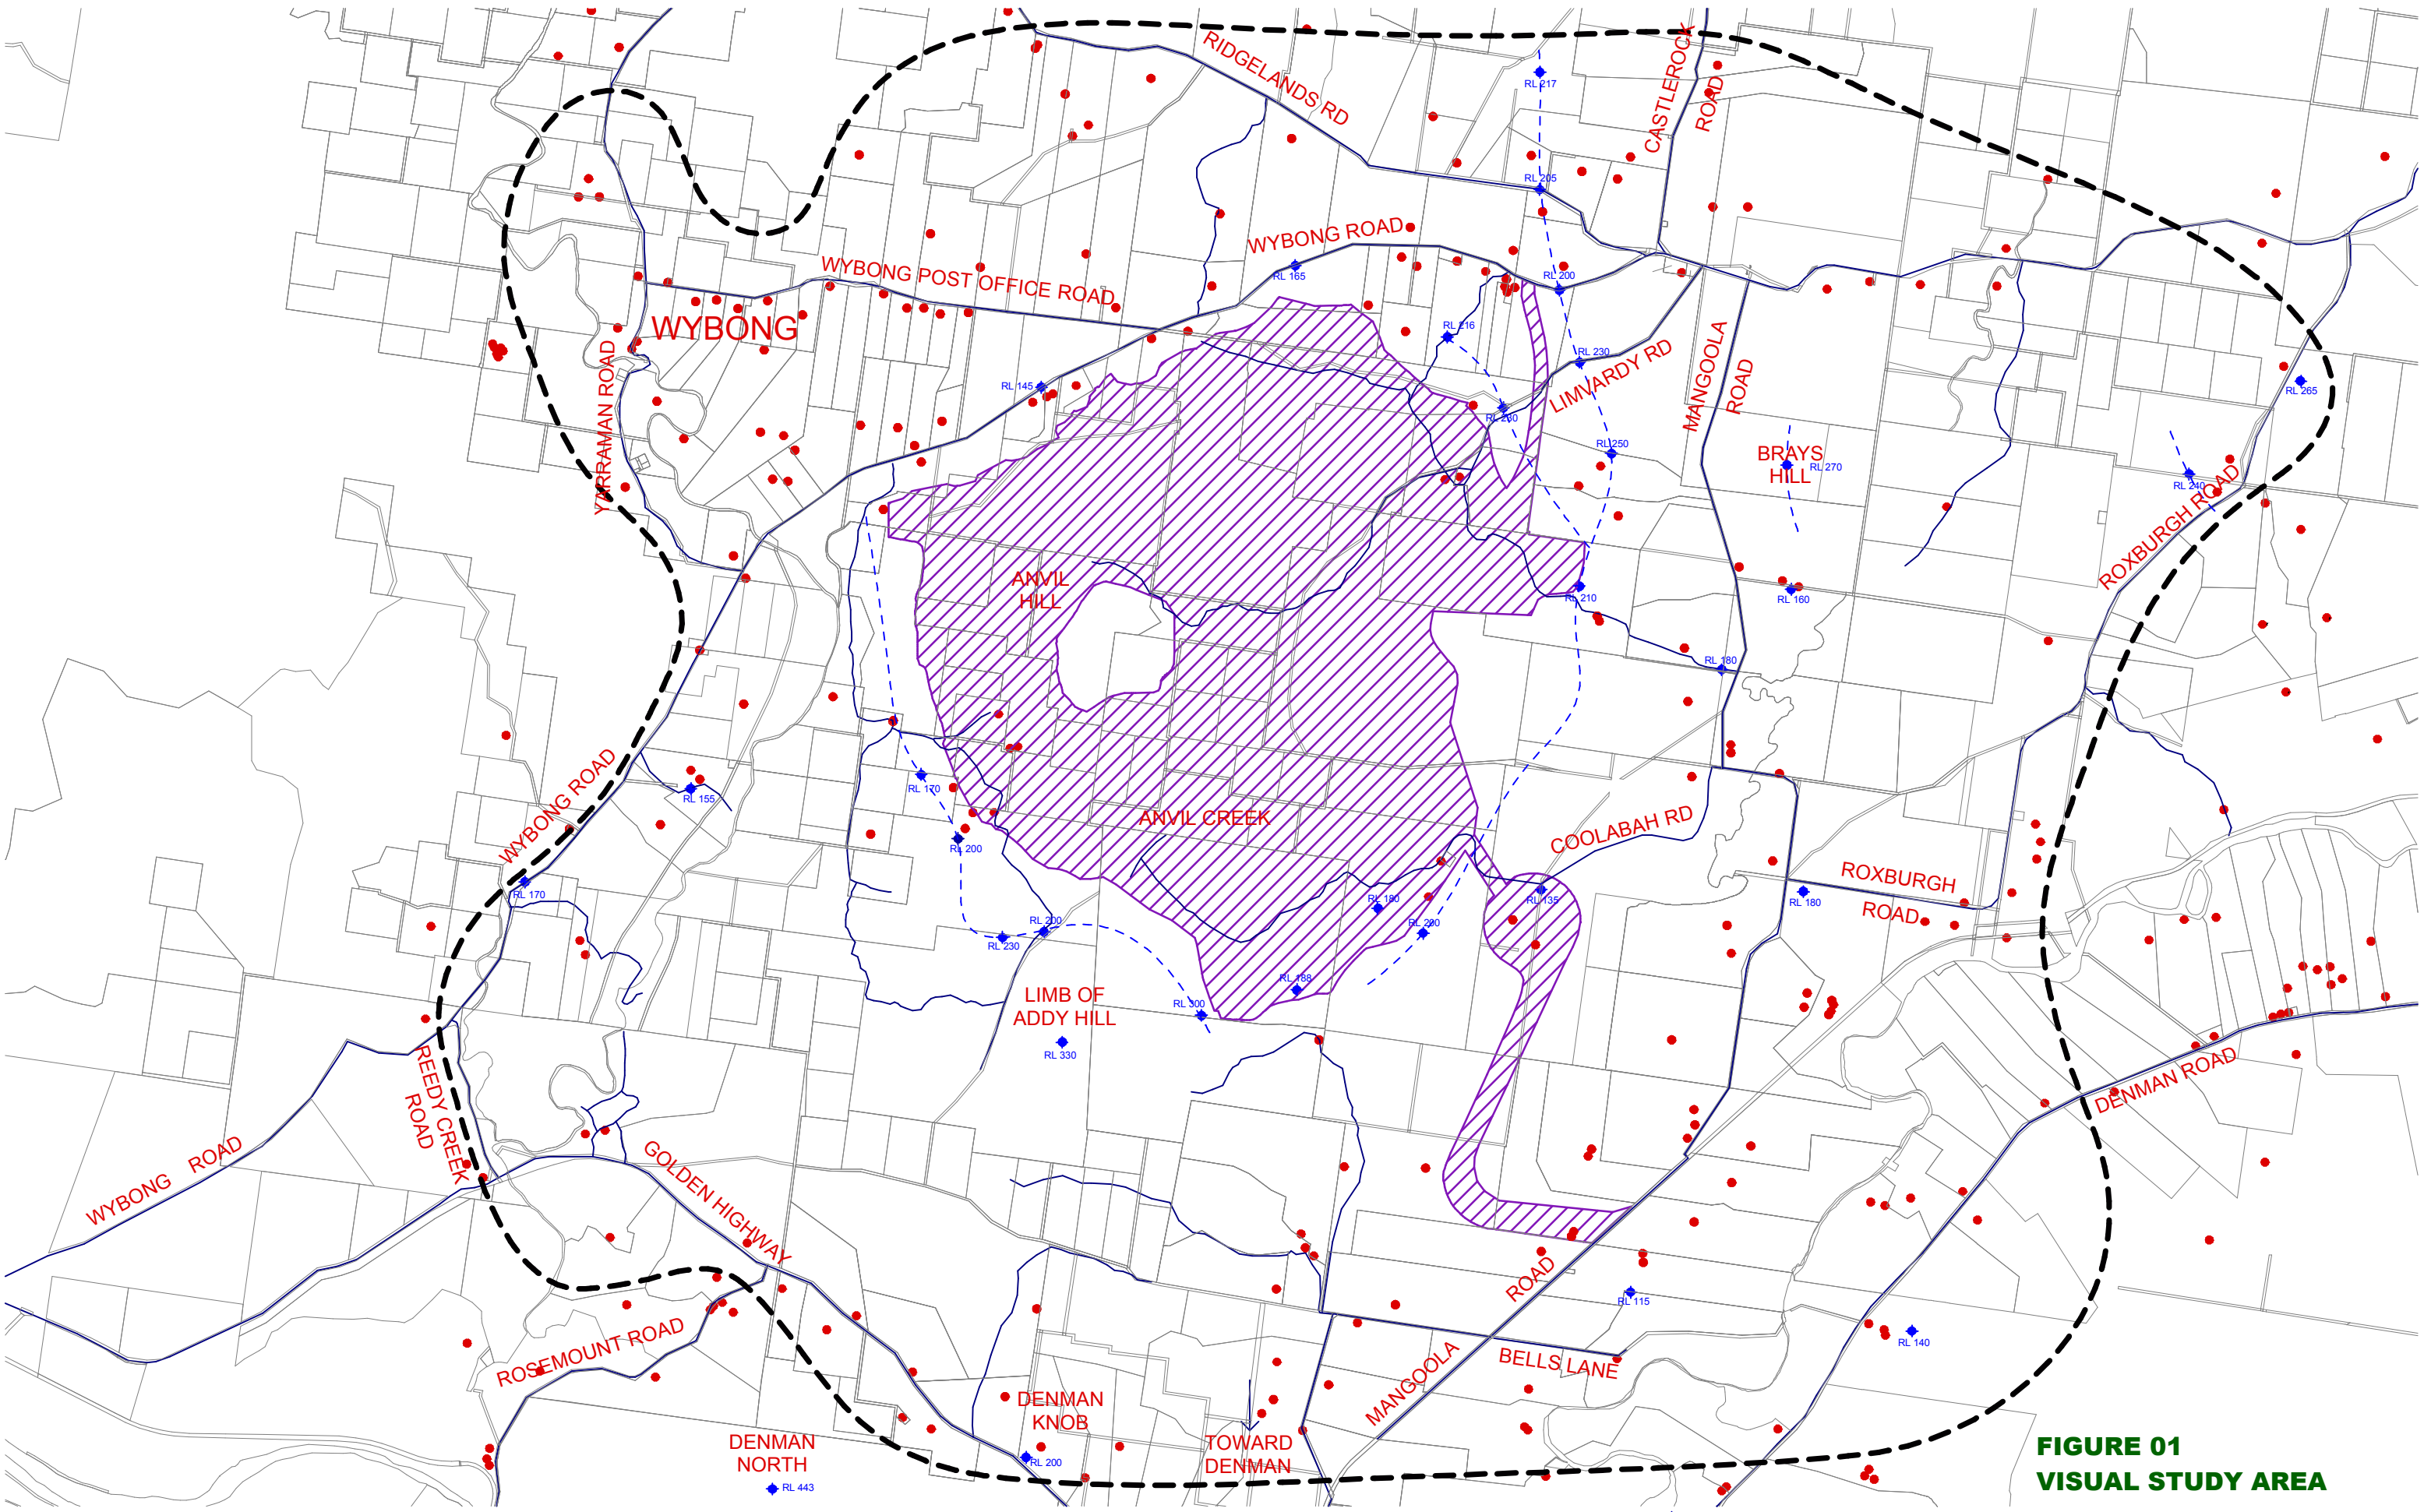 RIDGELANDS RD
CASTLEROCK
ROAD
RL 217
RL 205
WYBONG ROAD
WYBONG POST OFFICE ROAD
RL 165
RL 200
WYBONG
RL 216
RL 230
LIMVARDY RD
MANGOOLA
ROAD
RL 145
RL 265
YARRAMAN ROAD
RL 250
BRAYS
HILL
RL 270
RL 240
ROXBURGH ROAD
ANVIL
HILL
RL 210
RL 160
RL 180
WYBONG ROAD
RL 155
RL 170
RL 200
ANVIL CREEK
COOLABAH RD
RL 170
RL 180
RL 135
ROXBURGH
ROAD
RL 180
RL 200
RL 230
RL 188
LIMB OF
ADDY HILL
RL 300
RL 330
REEDY CREEK
ROAD
DENMAN ROAD
WYBONG ROAD
GOLDEN HIGHWAY
ROAD
RL 115
RL 140
ROSEMOUNT ROAD
MANGOOLA
BELLS LANE
DENMAN
KNOB
DENMAN
NORTH
RL 443
RL 200
TOWARD
DENMAN
FIGURE 01
VISUAL STUDY AREA